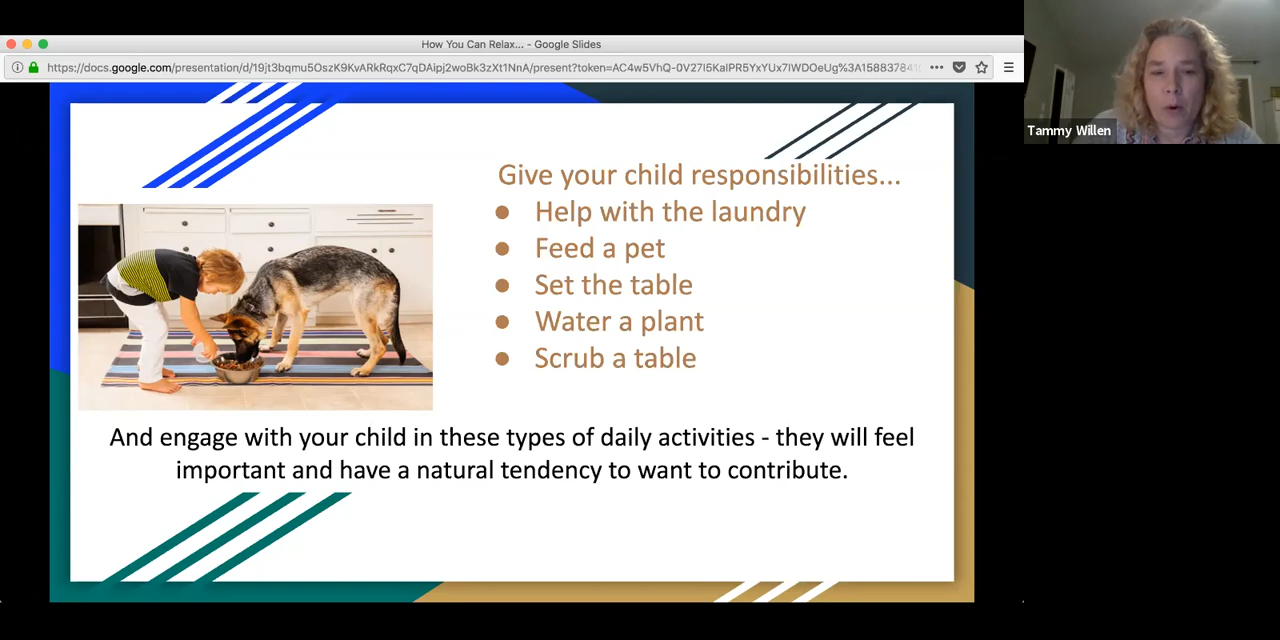 How You Can Relax... - Google Slides
https://docs.google.com/presentation/d/19jt3bqmu5OszK9KvARkRqxC7qDAipj2woBk3zXt1NnA/present?token=AC4w5VhQ-0V27I5KalPR5YxYUx7IWDOeUg%3A1588378410
Tammy Willen
Give your child responsibilities...
● Help with the laundry
● Feed a pet
● Set the table
● Water a plant
● Scrub a table
And engage with your child in these types of daily activities - they will feel
important and have a natural tendency to want to contribute.